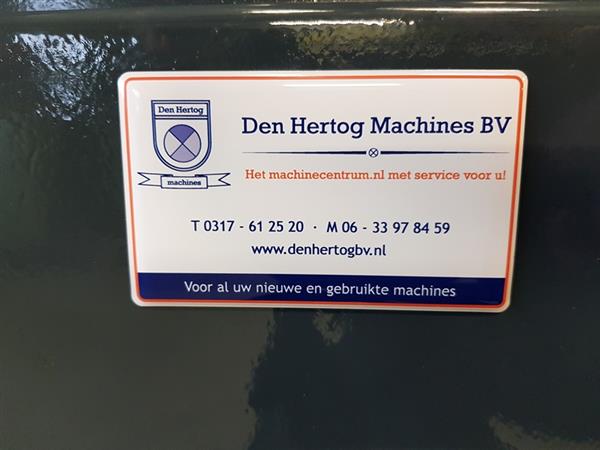 Den Hertog
machines
Den Hertog Machines BV
Het machinecentrum.nl met service voor u!
T 0317 - 61 25 20 · M 06 - 33 97 84 59
www.denhertogbv.nl
Voor al uw nieuwe en gebruikte machines